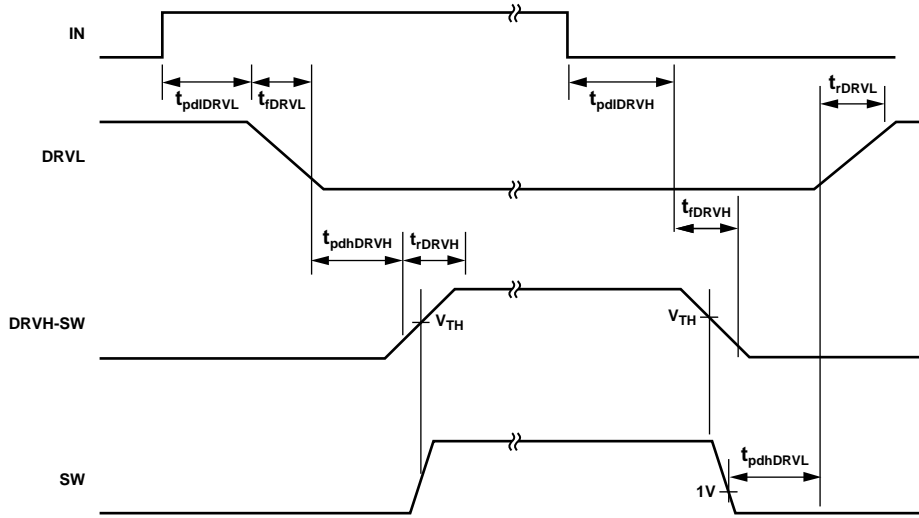 IN
tpdlDRVL
tfDRVL
tpdlDRVH
trDRVL
DRVL
tfDRVH
tpdhDRVH
trDRVH
DRVH-SW
VTH
VTH
SW
tpdhDRVL
1V